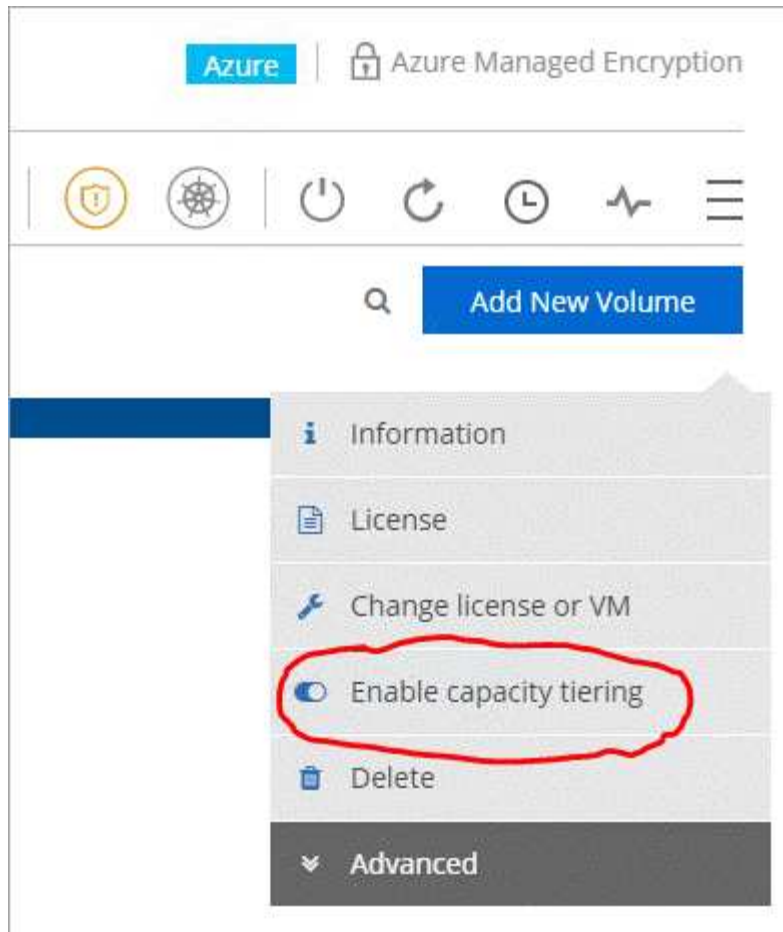 Azure Azure Managed Encryption
Add New Volume
Information
License
Change license or VM
Enable capacity tiering
Delete
Advanced